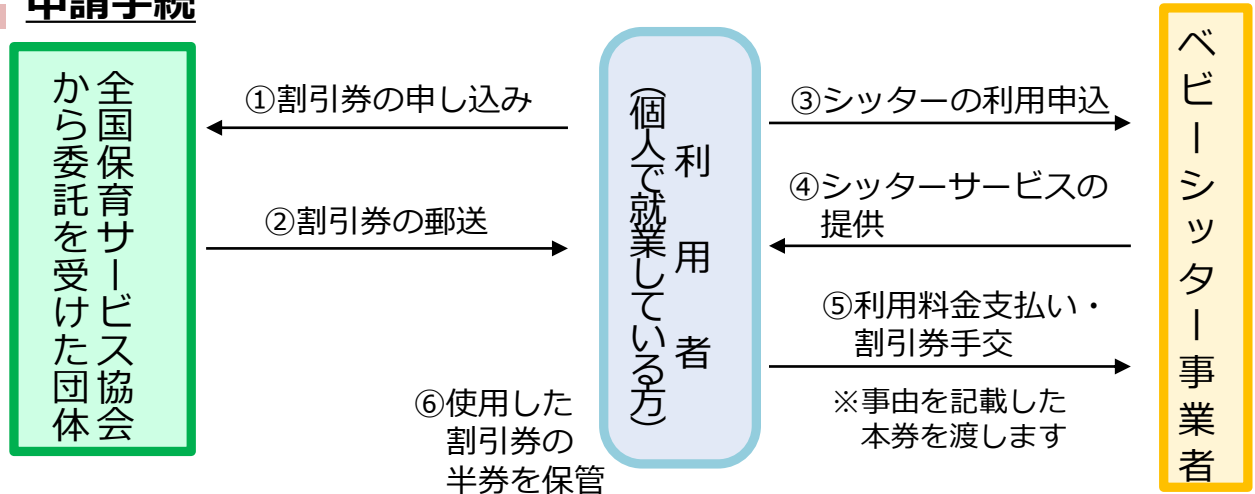 申請手続
全国保育サービス協会
から委託を受けた団体
①割引券の申し込み
②割引券の郵送
利用者
(個人で就業している方)
③シッターの利用申込
④シッターサービスの
提供
⑤利用料金支払い・
割引券手交
※事由を記載した
本券を渡します
⑥使用した
割引券の
半券を保管
ベビーシッター事業者